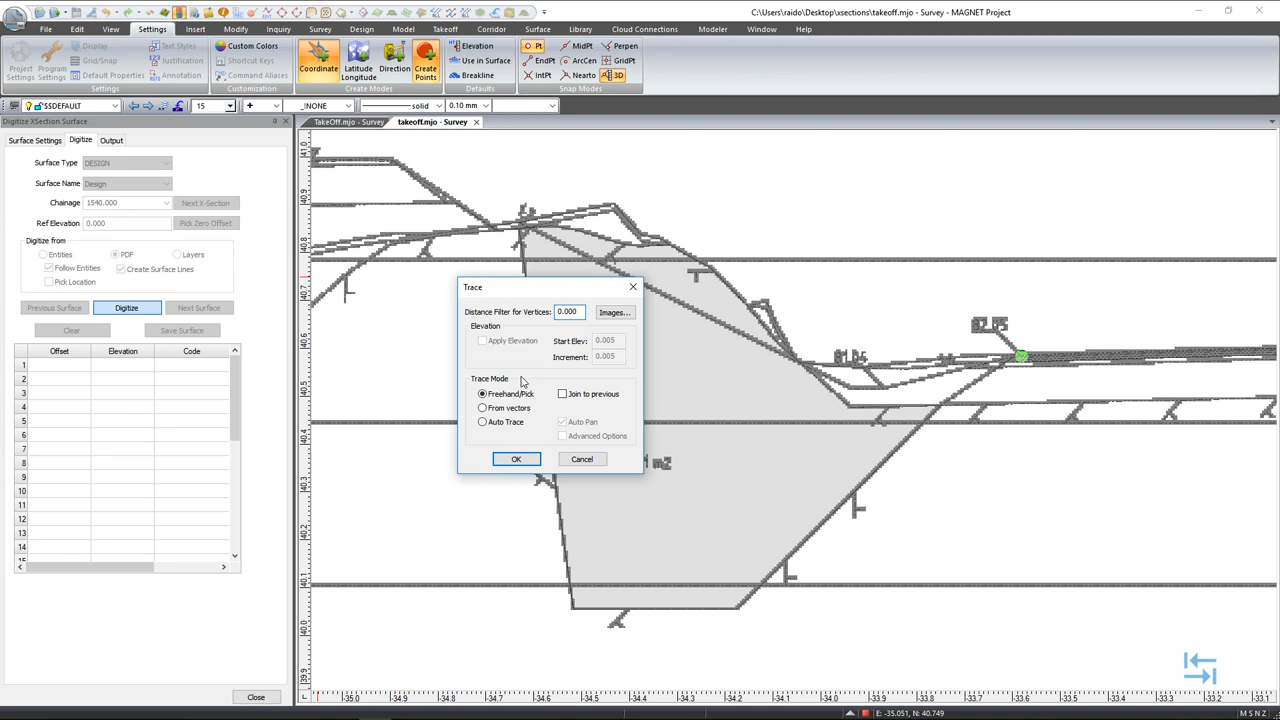 C:\Users\raido\Desktop\xsections\takeoff.mjo - Survey - MAGNET Project
File Edit View Settings Insert Modify Inquiry Survey Design Model Takeoff Corridor Surface Library Cloud Connections Modeler Window Help
Project Settings
Program Settings
Display
Grid/Snap
Default Properties
Text Styles
Justification
Annotation
Settings
Custom Colors
Shortcut Keys
Command Aliases
Customization
Coordinate
Latitude Longitude
Direction
Create Points
Create Modes
Elevation
Use in Surface
Breakline
Defaults
Pt MidPt Perpen
EndPt ArcCen GridPt
IntPt Nearto 3D
Snap Modes
$$DEFAULT 15 _!NONE solid 0.10 mm
Digitize XSection Surface
TakeOff.mjo - Survey takeoff.mjo - Survey
Surface Settings Digitize Output
Surface Type DESIGN
Surface Name Design
Chainage 1540.000 Next X-Section
Ref Elevation 0.000 Pick Zero Offset
Digitize from
Entities PDF Layers
Follow Entities Create Surface Lines
Pick Location
Previous Surface Digitize Next Surface
Clear Save Surface
Offset Elevation Code
1
2
3
4
5
6
7
8
9
10
11
12
13
14
15
Close
41.0
40.9
40.8
40.7
40.6
40.5
40.4
40.3
40.2
40.1
40.0
39.9
Trace
Distance Filter for Vertices: 0.000 Images...
Elevation
Apply Elevation Start Elev: 0.005
Increment: 0.005
Trace Mode
Freehand/Pick Join to previous
From vectors
Auto Trace Auto Pan
Advanced Options
OK Cancel
m2
-35.0 -34.9 -34.8 -34.7 -34.6 -34.5 -34.4 -34.3 -34.2 -34.1 -34.0 -33.9 -33.8 -33.7 -33.6 -33.5 -33.4 -33.3 -33.2 -33.1
E: -35.051, N: 40.749 M S N Z